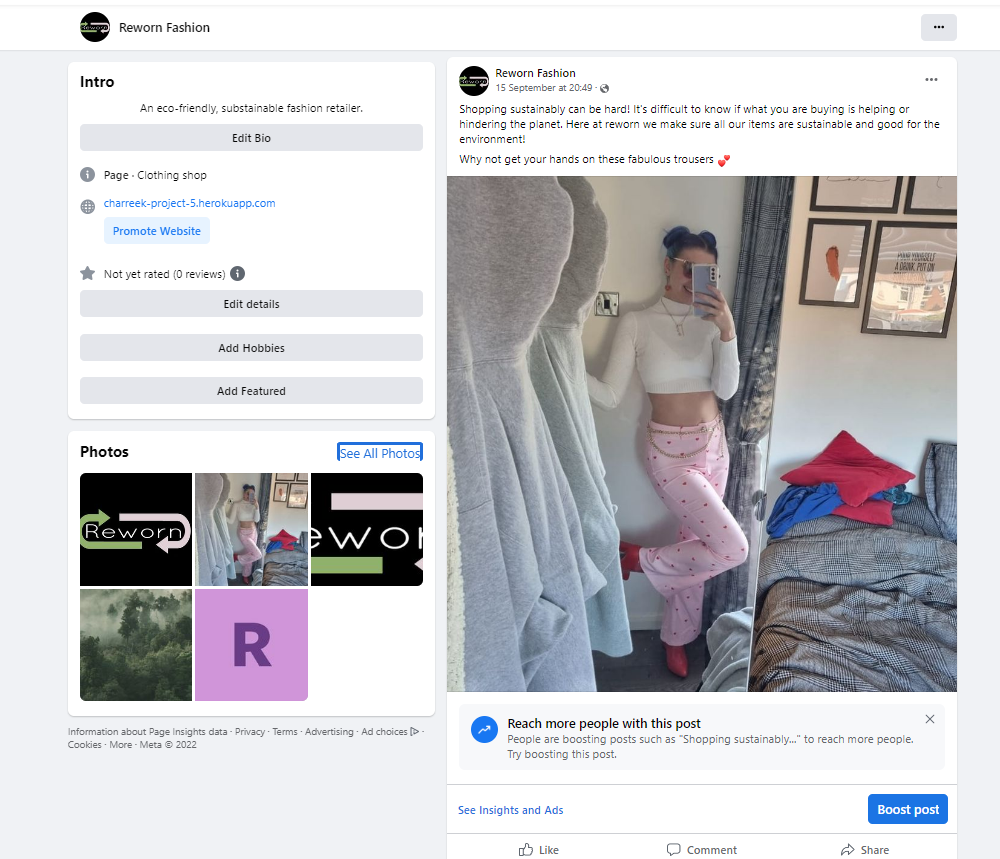 Reworn Fashion
Intro
An eco-friendly, substainable fashion retailer.
Edit Bio
Page · Clothing shop
charreek-project-5.herokuapp.com
Promote Website
Not yet rated (0 reviews)
Edit details
Add Hobbies
Add Featured
Photos
See All Photos
Reworn
ewor
R
Information about Page Insights data · Privacy · Terms · Advertising · Ad choices ·
Cookies · More · Meta © 2022
Reworn Fashion
15 September at 20:49 ·
Shopping sustainably can be hard! It's difficult to know if what you are buying is helping or
hindering the planet. Here at reworn we make sure all our items are sustainable and good for the
environment!
Why not get your hands on these fabulous trousers 💕
Reach more people with this post
People are boosting posts such as "Shopping sustainably..." to reach more people.
Try boosting this post.
See Insights and Ads
Boost post
Like
Comment
Share